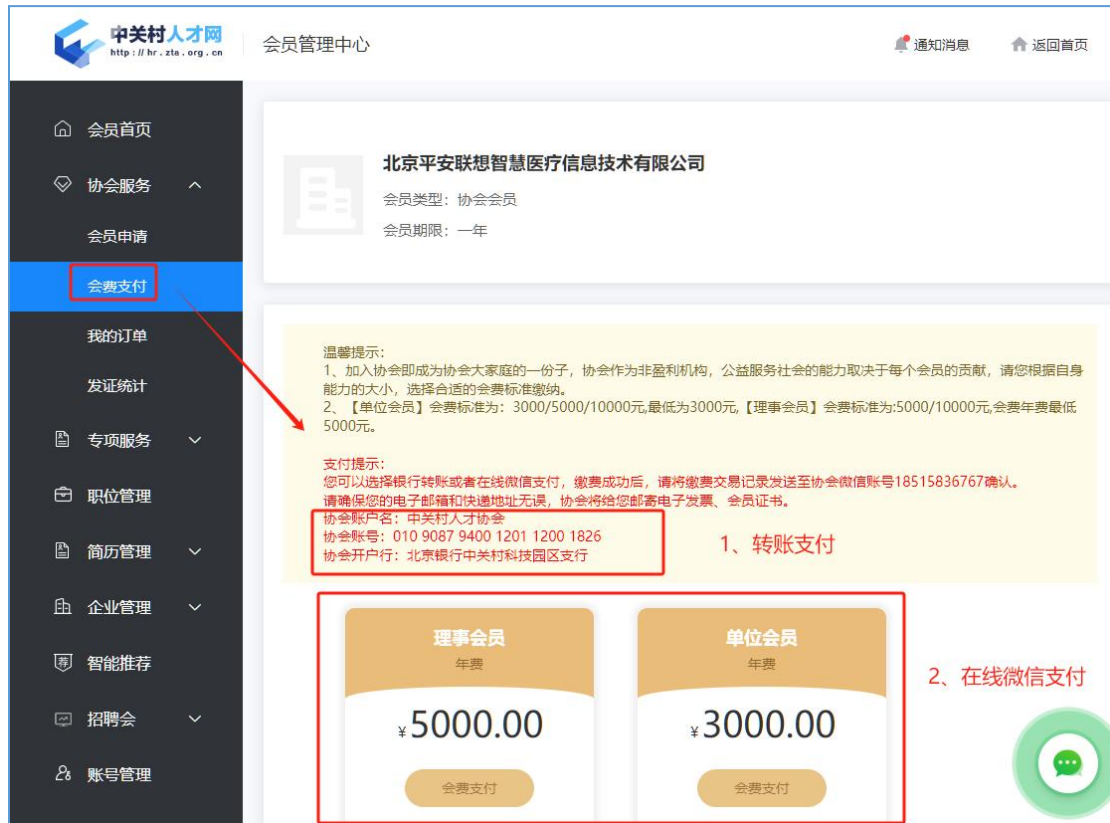 中关村人才网
http://hr.zta.org.cn
会员管理中心
通知消息
返回首页
会员首页
协会服务
会员申请
会费支付
我的订单
发证统计
专项服务
职位管理
简历管理
企业管理
荐
智能推荐
招聘会
账号管理
北京平安联想智慧医疗信息技术有限公司
会员类型：协会会员
会员期限：一年
温馨提示：
1、加入协会即成为协会大家庭的一份子，协会作为非盈利机构，公益服务社会的能力取决于每个会员的贡献，请您根据自身
能力的大小，选择合适的会费标准缴纳。
2、【单位会员】会费标准为：3000/5000/10000元,最低为3000元,【理事会员】会费标准为:5000/10000元,会费年费最低
5000元。
支付提示：
您可以选择银行转账或者在线微信支付，缴费成功后，请将缴费交易记录发送至协会微信账号18515836767确认。
请确保您的电子邮箱和快递地址无误，协会将给您邮寄电子发票、会员证书。
协会账户名：中关村人才协会
协会账号：010 9087 9400 1201 1200 1826
协会开户行：北京银行中关村科技园区支行
1、转账支付
理事会员
年费
¥5000.00
会费支付
单位会员
年费
¥3000.00
会费支付
2、在线微信支付